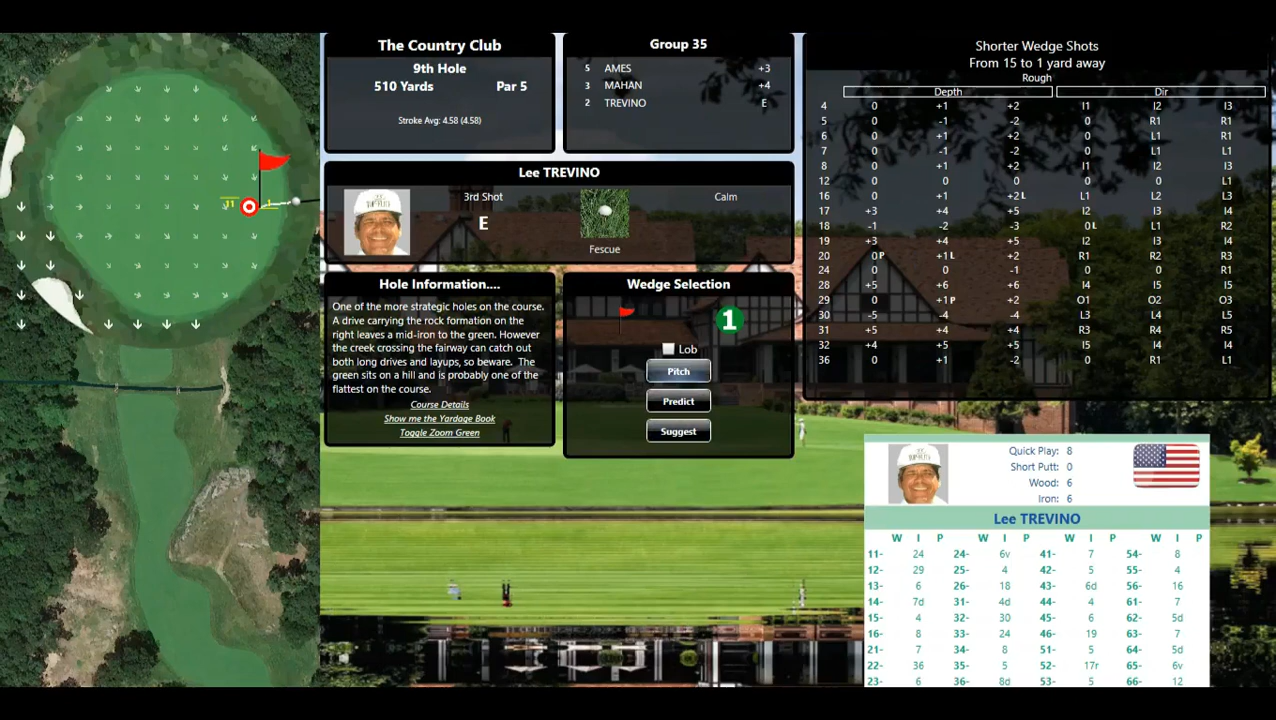 The Country Club
9th Hole
510 Yards Par 5
Stroke Avg: 4.58 (4.58)
Group 35
5 AMES +3
3 MAHAN +4
2 TREVINO E
Lee TREVINO
3rd Shot
E
Fescue
Calm
11 1
Hole Information....
One of the more strategic holes on the course.
A drive carrying the rock formation on the
right leaves a mid-iron to the green. However
the creek crossing the fairway can catch out
both long drives and layups, so beware. The
green sits on a hill and is probably one of the
flattest on the course.
Course Details
Show me the Yardage Book
Toggle Zoom Green
Wedge Selection
1
Lob
Pitch
Predict
Suggest
Shorter Wedge Shots
From 15 to 1 yard away
Rough
Depth Dir
4 0 +1 +2 I1 I2 I3
5 0 -1 -2 0 R1 R1
6 0 +1 +2 0 L1 R1
7 0 -1 -2 0 L1 L1
8 0 +1 +2 I1 I2 I3
12 0 0 0 0 0 L1
16 0 +1 +2L L1 L2 L3
17 +3 +4 +5 I2 I3 I4
18 -1 -2 -3 0L L1 R2
19 +3 +4 +5 I2 I3 I4
20 0P +1L +2 R1 R2 R3
24 0 0 -1 0 0 R1
28 +5 +6 +6 I4 I5 I5
29 0 +1P +2 O1 O2 O3
30 -5 -4 -4 L3 L4 L5
31 +5 +4 +4 R3 R4 R5
32 +4 +5 +5 I5 I4 I4
36 0 +1 -2 0 R1 L1
Quick Play: 8
Short Putt: 0
Wood: 6
Iron: 6
Lee TREVINO
W I P W I P W I P W I P
11- 24 24- 6v 41- 7 54- 8
12- 29 25- 4 42- 5 55- 4
13- 6 26- 18 43- 6d 56- 16
14- 7d 31- 4d 44- 4 61- 7
15- 4 32- 30 45- 6 62- 5d
16- 8 33- 24 46- 19 63- 7
21- 7 34- 8 51- 5 64- 5d
22- 36 35- 5 52- 17r 65- 6v
23- 6 36- 8d 53- 5 66- 12